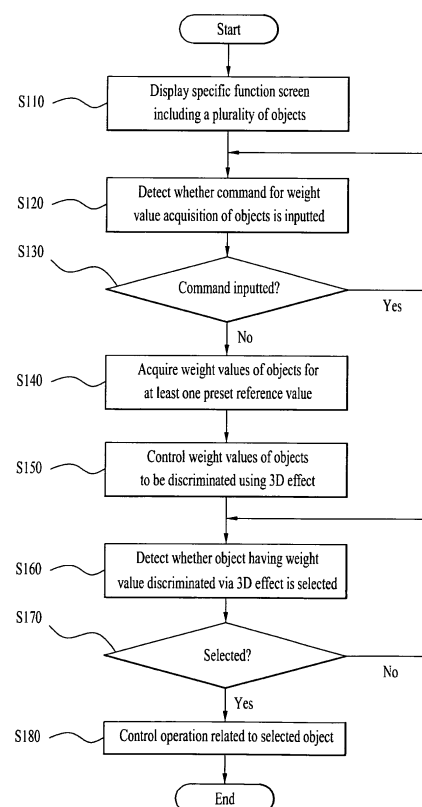 Start
S110
Display specific function screen
including a plurality of objects
S120
Detect whether command for weight
value acquisition of objects is inputted
S130
Command inputted?
Yes
No
S140
Acquire weight values of objects for
at least one preset reference value
S150
Control weight values of objects
to be discriminated using 3D effect
S160
Detect whether object having weight
value discriminated via 3D effect is selected
S170
Selected?
No
Yes
S180
Control operation related to selected object
End